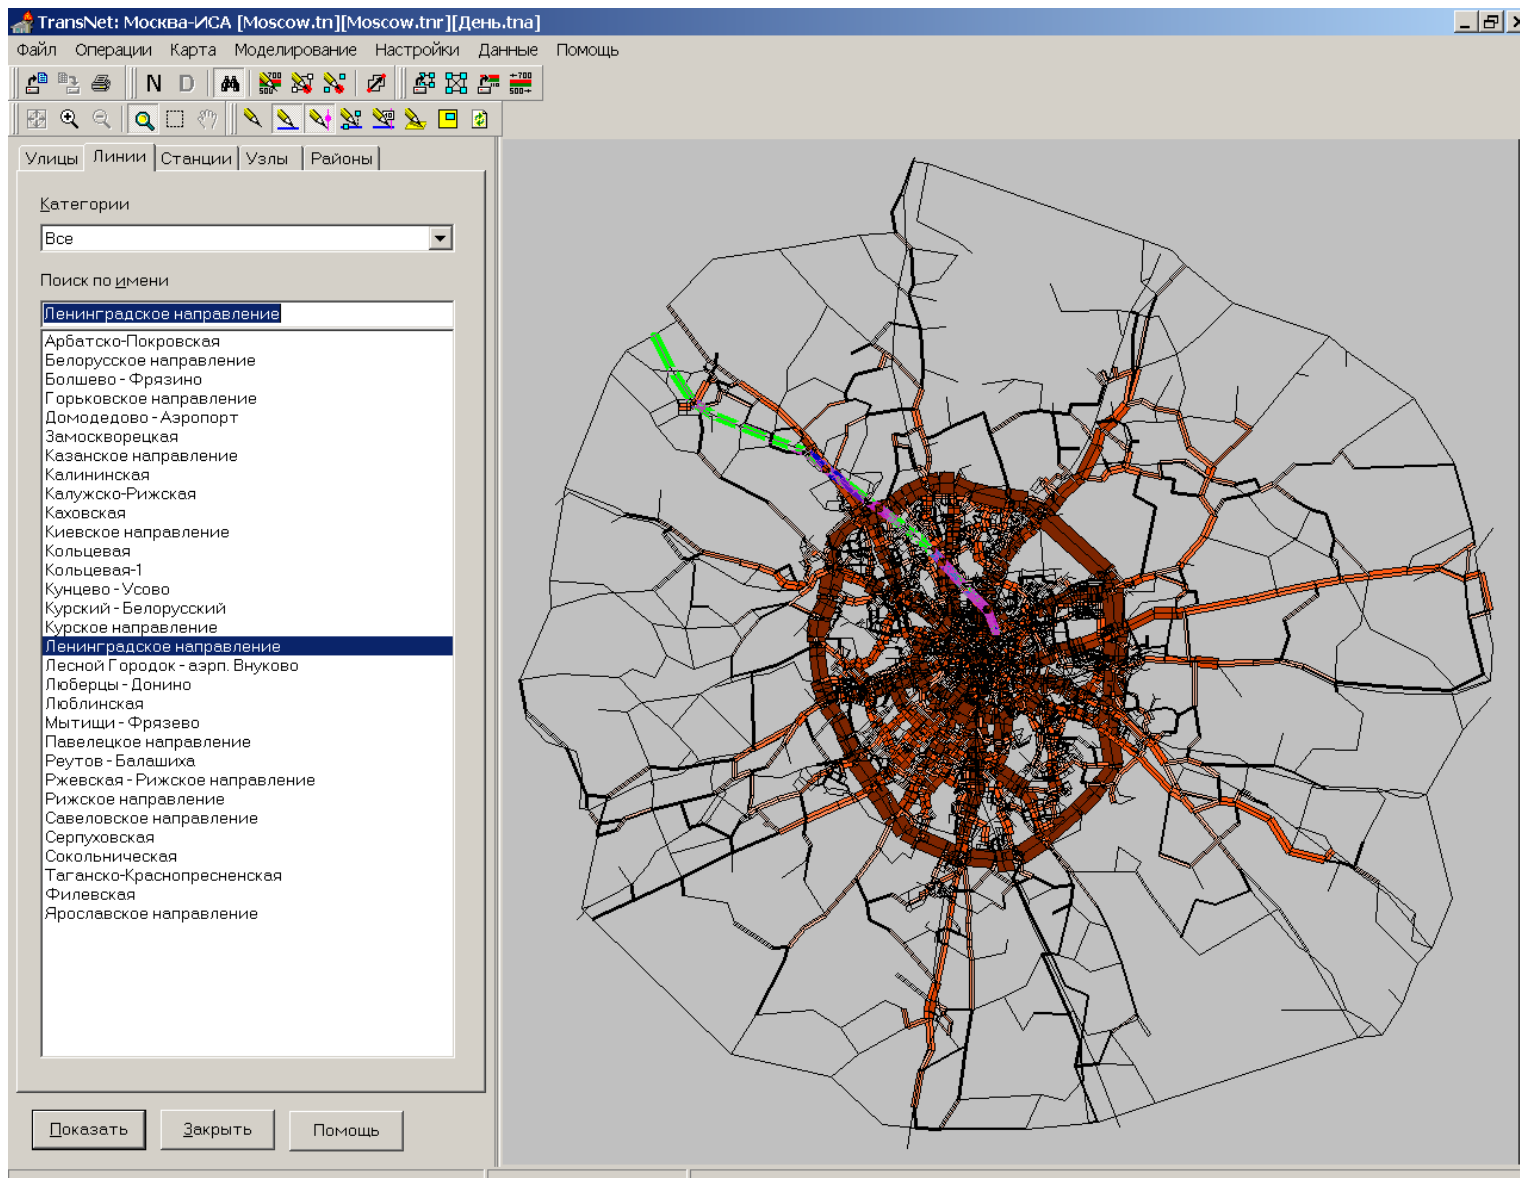 TransNet: Москва-ИСА [Moscow.tn][Moscow.tnr][День.tna]
Файл Операции Карта Моделирование Настройки Данные Помощь
N D
Улицы Линии Станции Узлы Районы
Категории
Все
Поиск по имени
Ленинградское направление
Арбатско-Покровская
Белорусское направление
Болшево - Фрязино
Горьковское направление
Домодедово - Аэропорт
Замоскворецкая
Казанское направление
Калининская
Калужско-Рижская
Каховская
Киевское направление
Кольцевая
Кольцевая-1
Кунцево - Усово
Курский - Белорусский
Курское направление
Ленинградское направление
Лесной Городок - аэрп. Внуково
Люберцы - Донино
Люблинская
Мытищи - Фрязево
Павелецкое направление
Реутов - Балашиха
Ржевская - Рижское направление
Рижское направление
Савеловское направление
Серпуховская
Сокольническая
Таганско-Краснопресненская
Филевская
Ярославское направление
Показать Закрыть Помощь